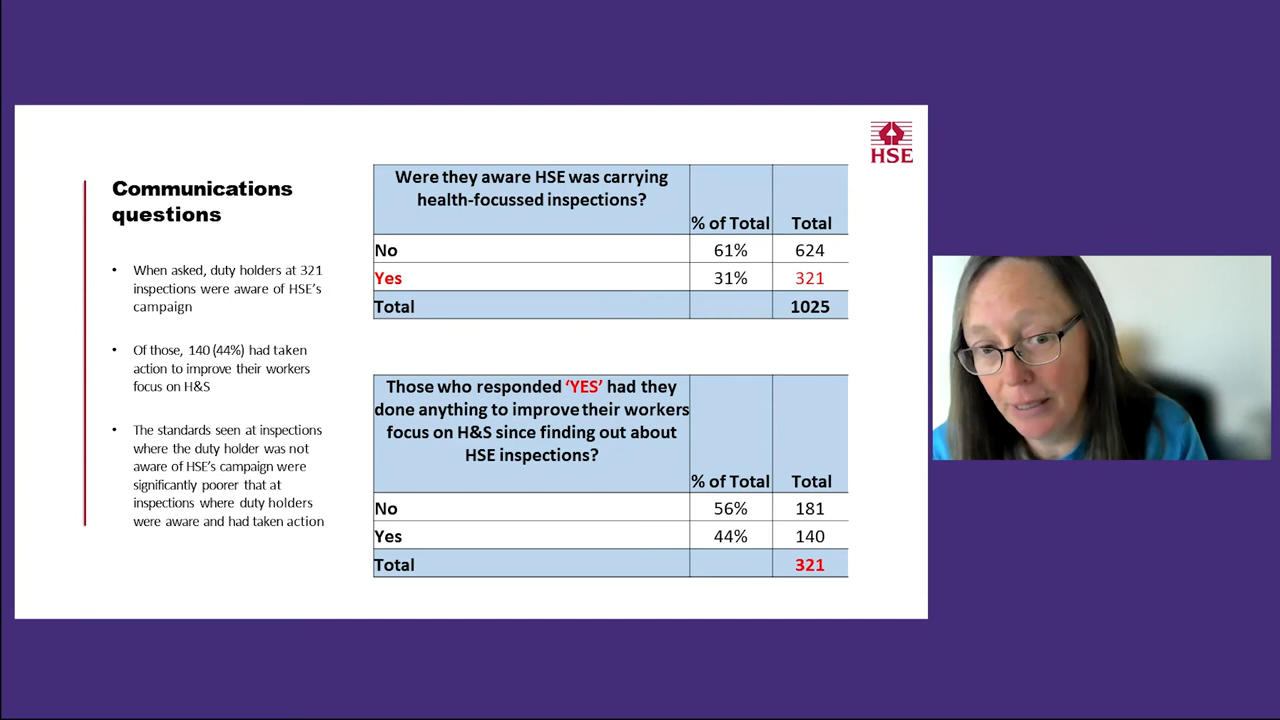 HSE
Communications
questions
• When asked, duty holders at 321
inspections were aware of HSE's
campaign
• Of those, 140 (44%) had taken
action to improve their workers
focus on H&S
• The standards seen at inspections
where the duty holder was not
aware of HSE's campaign were
significantly poorer that at
inspections where duty holders
were aware and had taken action
Were they aware HSE was carrying
health-focussed inspections?
% of Total Total
No 61% 624
Yes 31% 321
Total 1025
Those who responded ‘YES’ had they
done anything to improve their workers
focus on H&S since finding out about
HSE inspections?
% of Total Total
No 56% 181
Yes 44% 140
Total 321